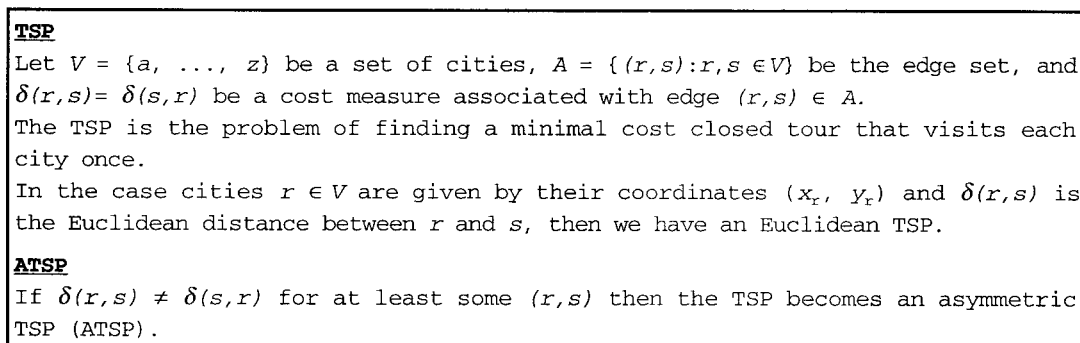 TSP
Let V = {a, ..., z} be a set of cities, A = {(r,s):r,s ∈V} be the edge set, and
δ(r,s)= δ(s,r) be a cost measure associated with edge (r,s) ∈ A.
The TSP is the problem of finding a minimal cost closed tour that visits each
city once.
In the case cities r ∈ V are given by their coordinates (xr, yr) and δ(r,s) is
the Euclidean distance between r and s, then we have an Euclidean TSP.
ATSP
If δ(r,s) ≠ δ(s,r) for at least some (r,s) then the TSP becomes an asymmetric
TSP (ATSP).